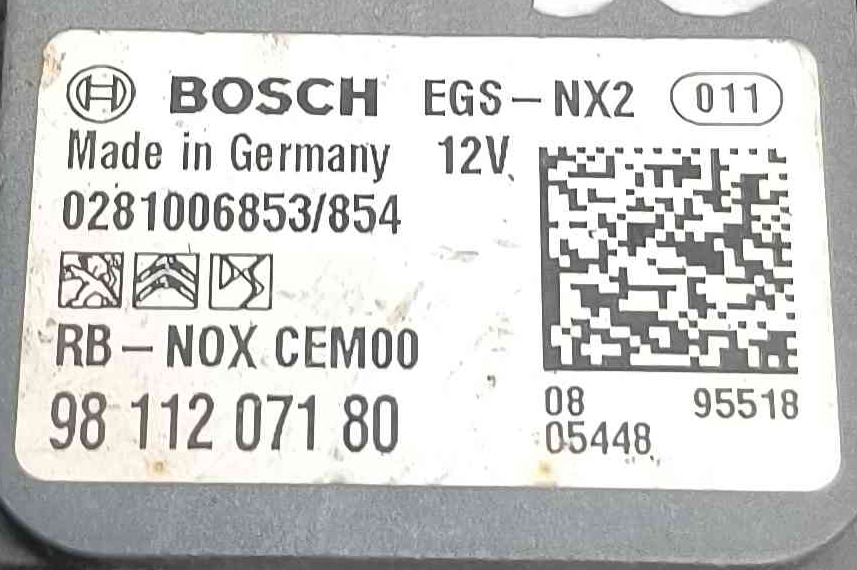 BOSCH EGS-NX2 011
Made in Germany 12V
0281006853/854
RB-NOX CEM00
98 112 071 80
08 95518
05448